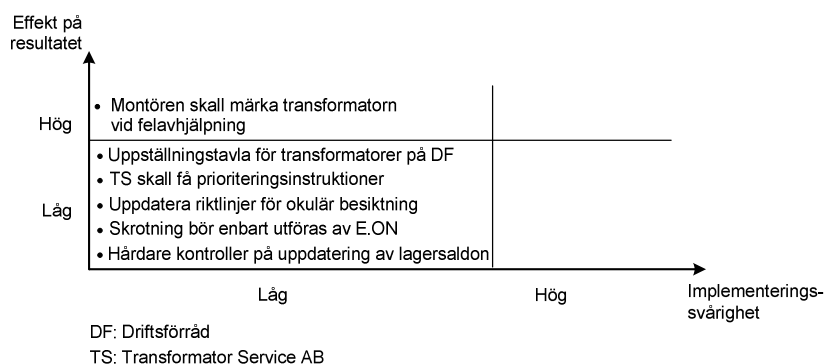 Effekt på
resultatet
Hög
• Montören skall märka transformatorn
vid felavhjälpning
Låg
• Uppställningstavla för transformatorer på DF
• TS skall få prioriteringsinstruktioner
• Uppdatera riktlinjer för okulär besiktning
• Skrotning bör enbart utföras av E.ON
• Hårdare kontroller på uppdatering av lagersaldon
Låg
Hög
Implementerings-
svårighet
DF: Driftsförråd
TS: Transformator Service AB